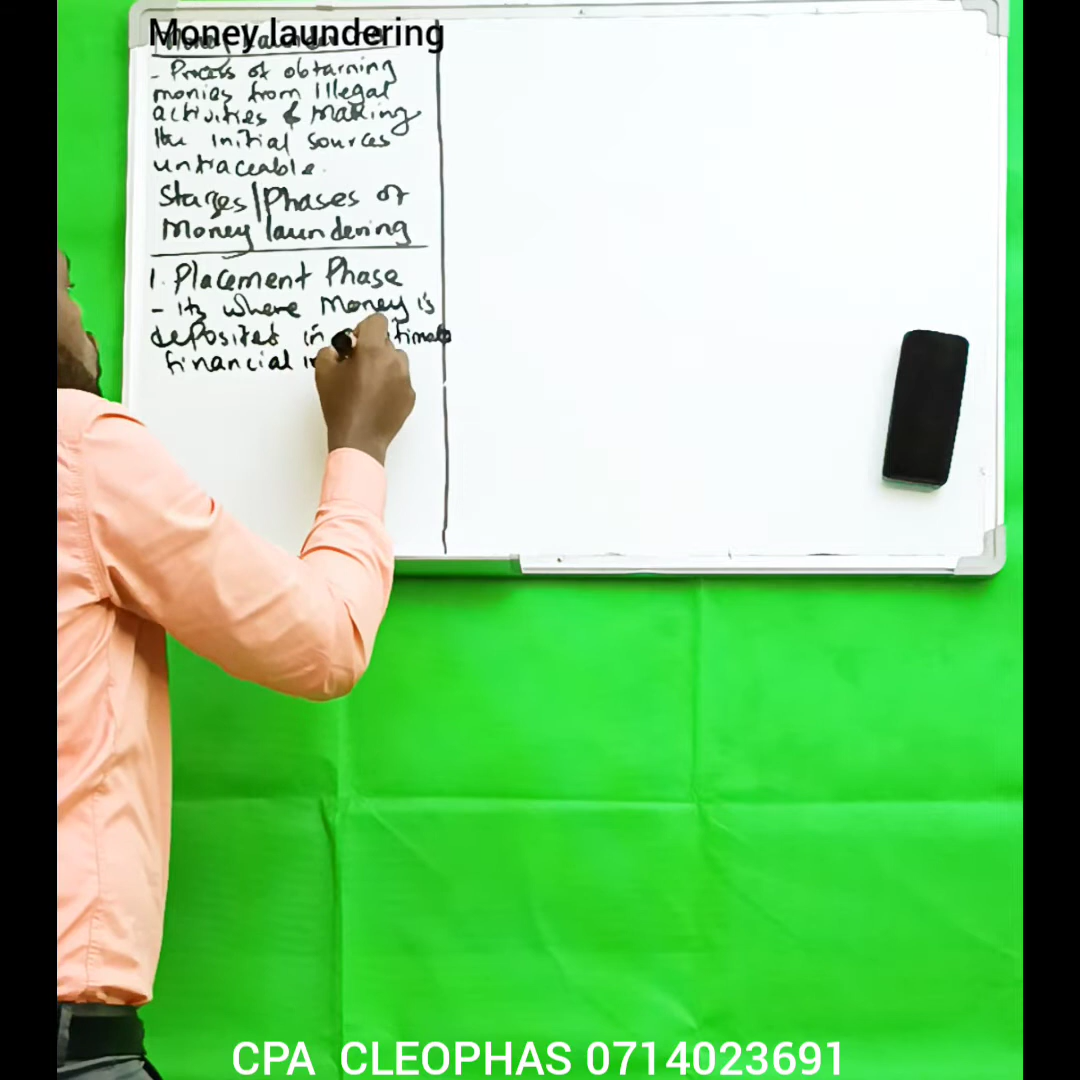 Money laundering
- Process of obtaining
monies from Illegal
activities & Making
the initial sources
untraceable.
Stages/Phases of
Money laundering
1. Placement Phase
- Its where Money is
deposited in
financial
CPA CLEOPHAS 0714023691